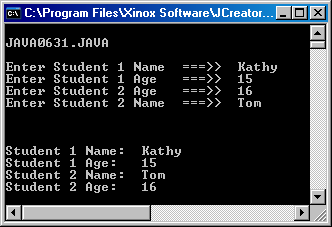 C:\Program Files\Xinox Software\JCreator...
JAVA0631.JAVA
Enter Student 1 Name ===>> Kathy
Enter Student 1 Age ===>> 15
Enter Student 2 Age ===>> 16
Enter Student 2 Name ===>> Tom
Student 1 Name: Kathy
Student 1 Age: 15
Student 2 Name: Tom
Student 2 Age: 16